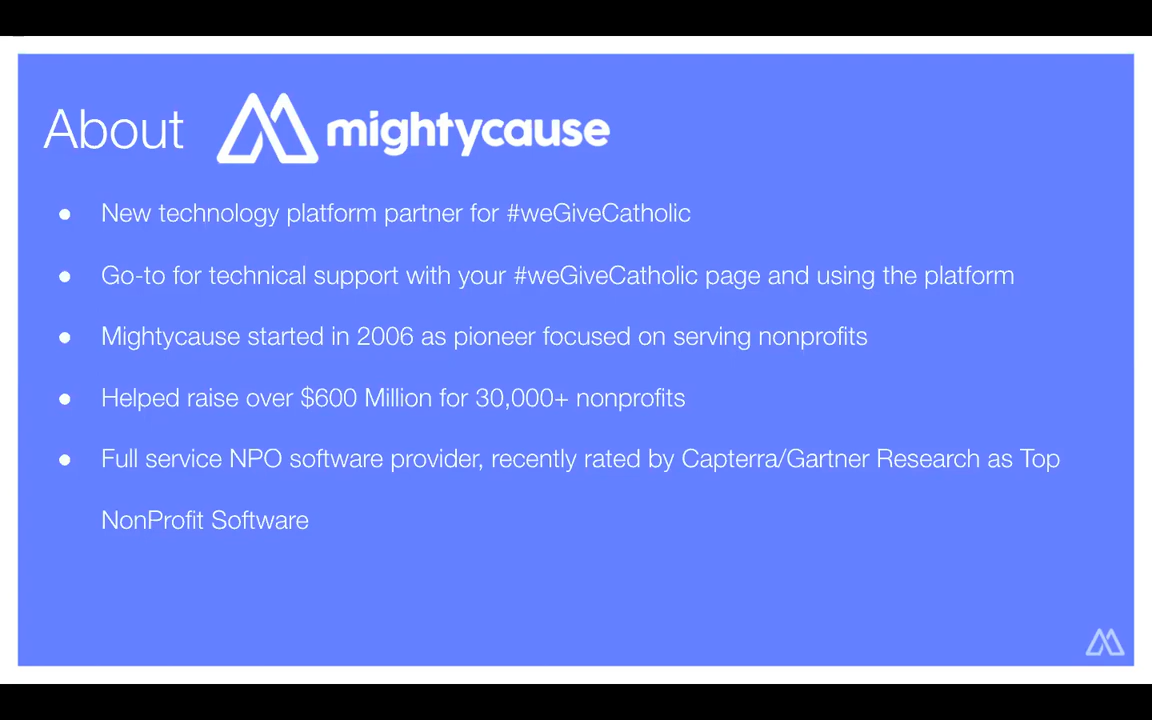 About mightycause
● New technology platform partner for #weGiveCatholic
● Go-to for technical support with your #weGiveCatholic page and using the platform
● Mightycause started in 2006 as pioneer focused on serving nonprofits
● Helped raise over $600 Million for 30,000+ nonprofits
● Full service NPO software provider, recently rated by Capterra/Gartner Research as Top
NonProfit Software